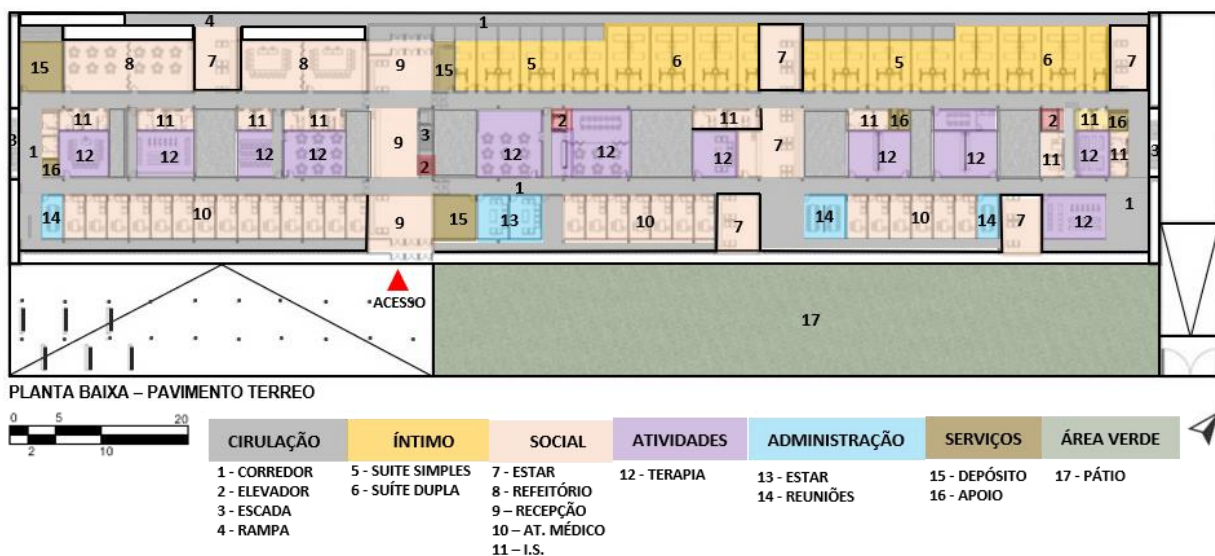 4 1
15 8 7 8 9 15 5 6 7 5 6 7
11 11 11 11 3 2 11 11 16 2 11 16
3 1 12 12 12 12 9 12 12 12 7 12 12 11 12 11 3
16 2
1
14 10 9 15 13 10 7 14 10 14 7 12 1
ACESSO
17
PLANTA BAIXA – PAVIMENTO TERREO
0 5 20
2 10
CIRULAÇÃO ÍNTIMO SOCIAL ATIVIDADES ADMINISTRAÇÃO SERVIÇOS ÁREA VERDE
1 - CORREDOR 5 - SUITE SIMPLES 7 - ESTAR 12 - TERAPIA 13 - ESTAR 15 - DEPÓSITO 17 - PÁTIO
2 - ELEVADOR 6 - SUÍTE DUPLA 8 - REFEITÓRIO 14 - REUNIÕES 16 - APOIO
3 - ESCADA 9 – RECEPÇÃO
4 - RAMPA 10 – AT. MÉDICO
11 – I.S.